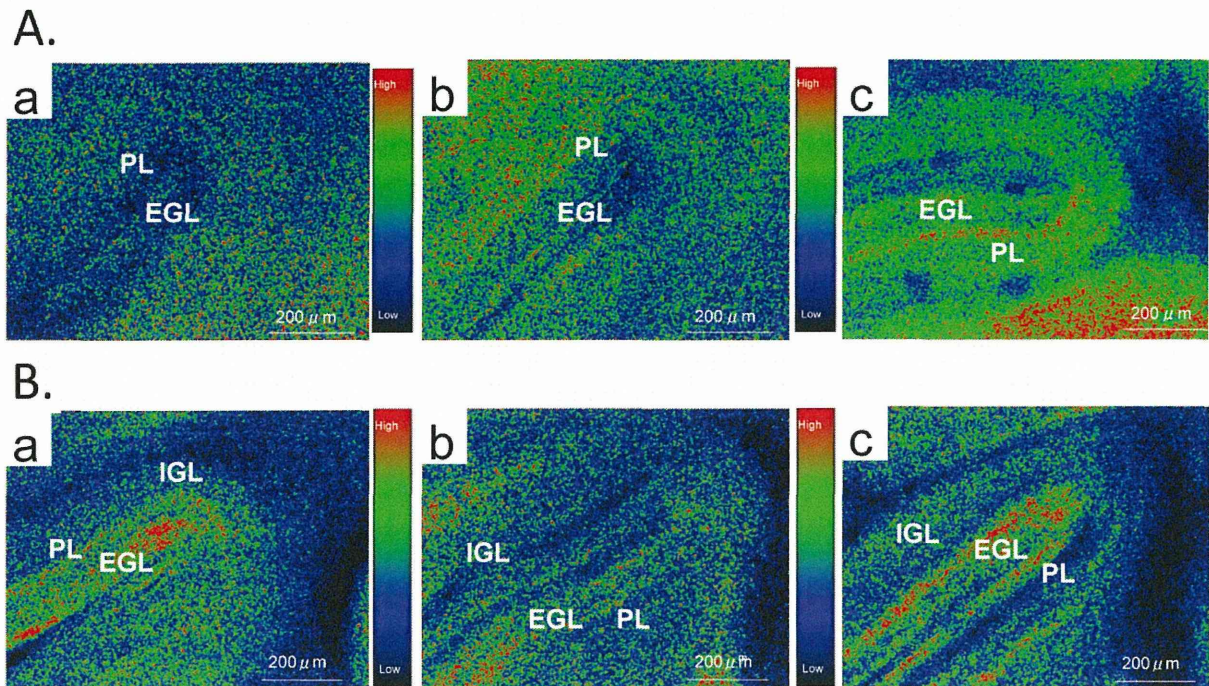 A.
a
PL
EGL
200 μm
High
Low
b
PL
EGL
200 μm
High
Low
c
EGL
PL
200 μm
B.
a
IGL
PL
EGL
200 μm
High
Low
b
IGL
EGL
PL
200 μm
High
Low
c
IGL
EGL
PL
200 μm